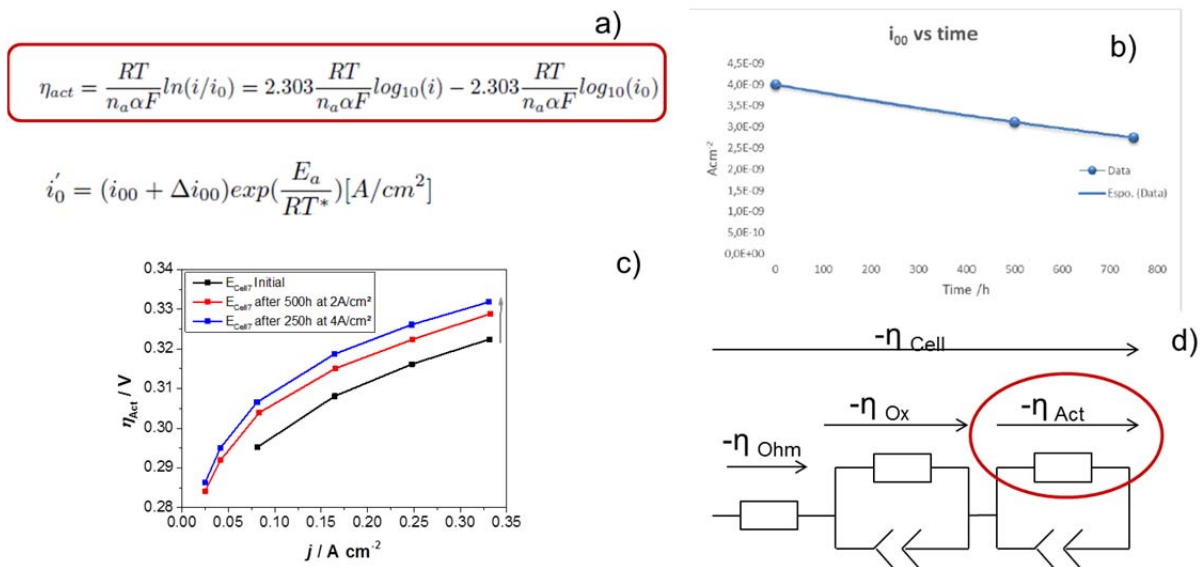 a)
η_act = RT/(n_a αF) ln(i/i_0) = 2.303 RT/(n_a αF) log_10(i) − 2.303 RT/(n_a αF) log_10(i_0)
i'_0 = (i_00 + Δi_00)exp(E_a/RT*)[A/cm²]
b)
i_00 vs time
4,5E-09
4,0E-09
3,5E-09
3,0E-09
2,5E-09
2,0E-09
1,5E-09
1,0E-09
5,0E-10
0,0E+00
Acm⁻²
0 100 200 300 400 500 600 700 800
Time /h
Data
Espo. (Data)
c)
0.34
0.33
0.32
0.31
0.30
0.29
0.28
η_Act / V
E_Cell7 Initial
E_Cell7 after 500h at 2A/cm²
E_Cell7 after 250h at 4A/cm²
0.00 0.05 0.10 0.15 0.20 0.25 0.30 0.35
j / A cm⁻²
d)
-η Cell
-η Ox
-η Act
-η Ohm